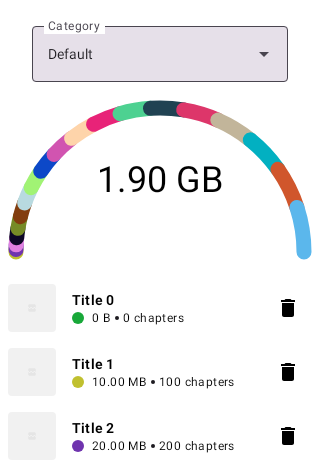 Category
Default
1.90 GB
Title 0
0 B • 0 chapters
Title 1
10.00 MB • 100 chapters
Title 2
20.00 MB • 200 chapters